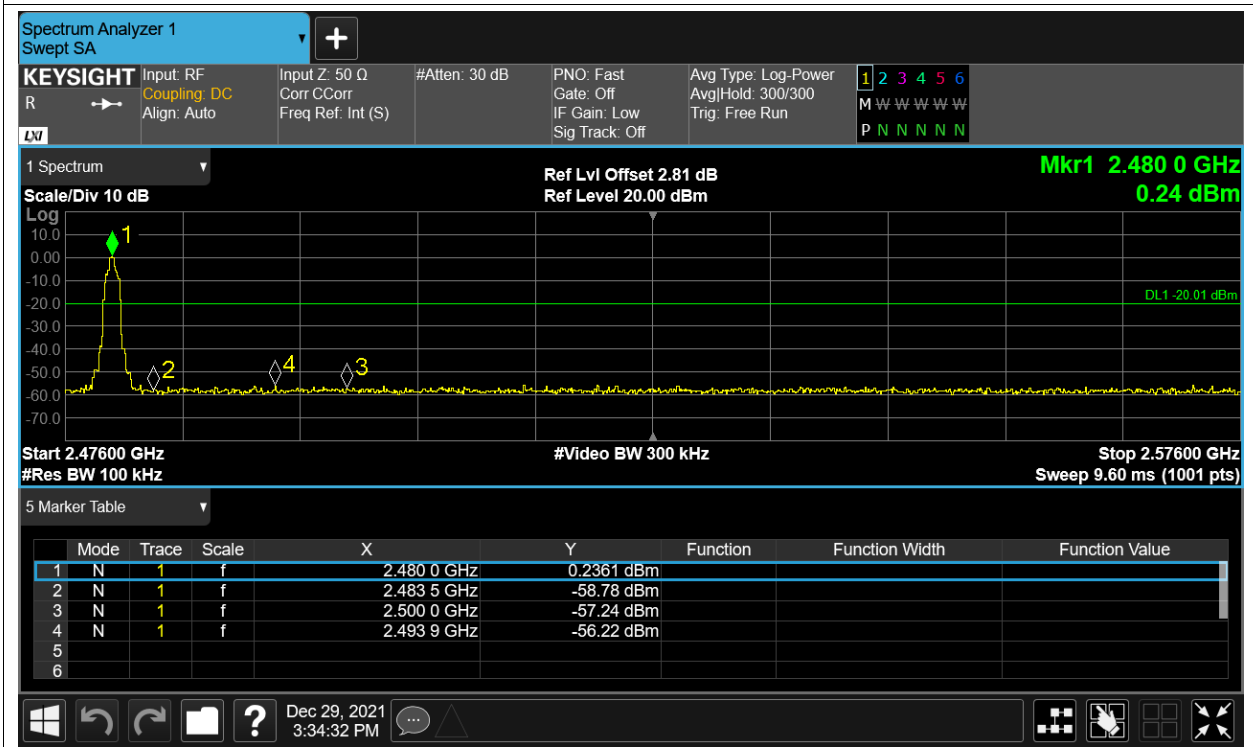 Spectrum Analyzer 1
Swept SA
+
KEYSIGHT Input: RF Input Z: 50 Ω #Atten: 30 dB PNO: Fast Avg Type: Log-Power 1 2 3 4 5 6
R Coupling: DC Corr CCorr Gate: Off Avg|Hold: 300/300 M W W W W W
Align: Auto Freq Ref: Int (S) IF Gain: Low Trig: Free Run
LXI Sig Track: Off P N N N N N
1 Spectrum Ref Lvl Offset 2.81 dB Mkr1 2.480 0 GHz
Scale/Div 10 dB Ref Level 20.00 dBm 0.24 dBm
Log
10.0 1
0.00
-10.0
-20.0 DL1 -20.01 dBm
-30.0
-40.0
-50.0 2 4 3
-60.0
-70.0
Start 2.47600 GHz #Video BW 300 kHz Stop 2.57600 GHz
#Res BW 100 kHz Sweep 9.60 ms (1001 pts)
5 Marker Table
Mode Trace Scale X Y Function Function Width Function Value
1 N 1 f 2.480 0 GHz 0.2361 dBm
2 N 1 f 2.483 5 GHz -58.78 dBm
3 N 1 f 2.500 0 GHz -57.24 dBm
4 N 1 f 2.493 9 GHz -56.22 dBm
5
6
? Dec 29, 2021
3:34:32 PM